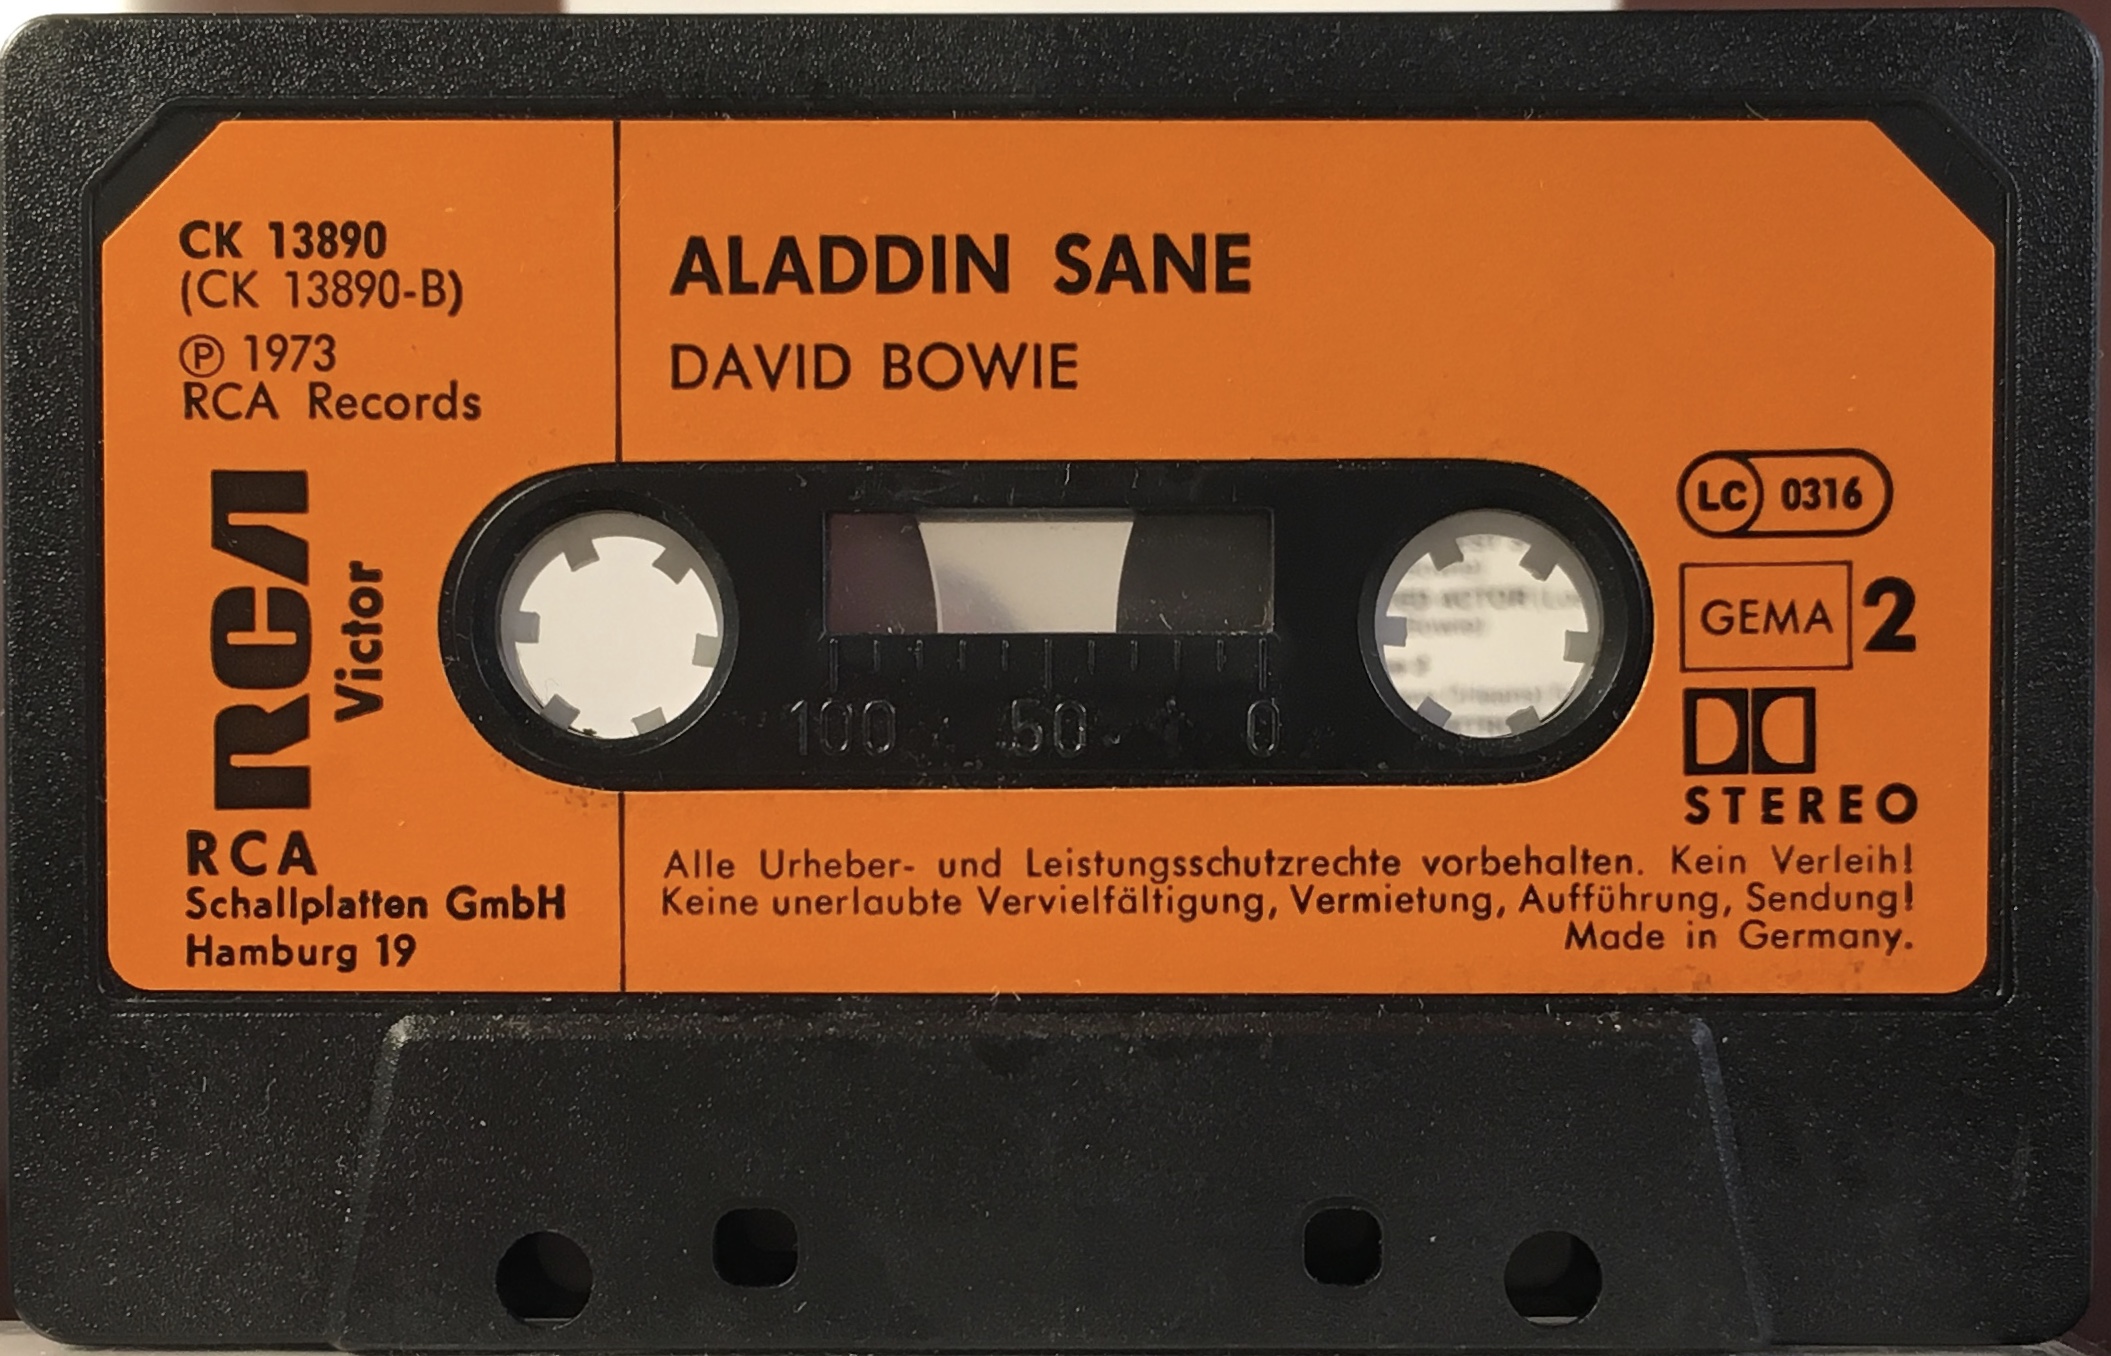 CK 13890
(CK 13890-B)
Ⓟ 1973
RCA Records
RCA
Victor
RCA
Schallplatten GmbH
Hamburg 19
ALADDIN SANE
DAVID BOWIE
100 50 0
LC 0316
GEMA 2
STEREO
Alle Urheber- und Leistungsschutzrechte vorbehalten. Kein Verleih!
Keine unerlaubte Vervielfältigung, Vermietung, Aufführung, Sendung!
Made in Germany.